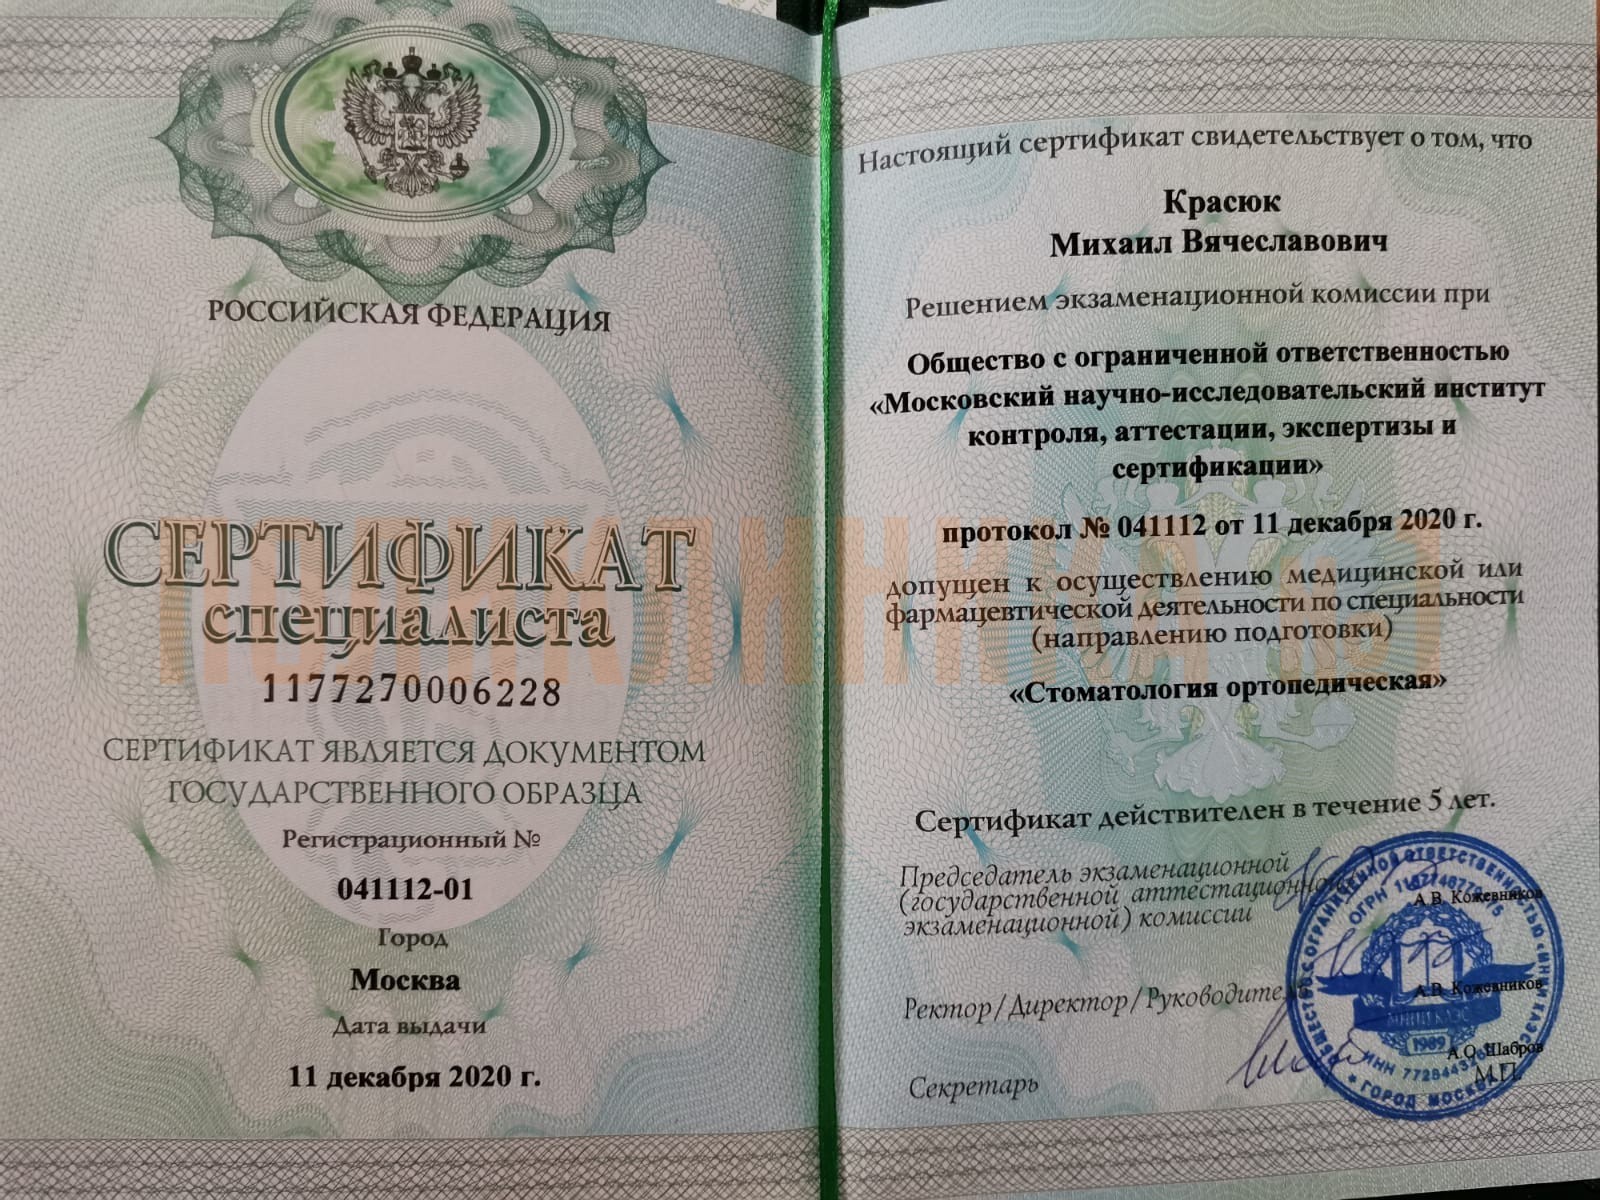 РОССИЙСКАЯ ФЕДЕРАЦИЯ
СЕРТИФИКАТ
специалиста
1177270006228
СЕРТИФИКАТ ЯВЛЯЕТСЯ ДОКУМЕНТОМ
ГОСУДАРСТВЕННОГО ОБРАЗЦА
Регистрационный №
041112-01
Город
Москва
Дата выдачи
11 декабря 2020 г.
Настоящий сертификат свидетельствует о том, что
Красюк
Михаил Вячеславович
Решением экзаменационной комиссии при
Общество с ограниченной ответственностью
«Московский научно-исследовательский институт
контроля, аттестации, экспертизы и
сертификации»
протокол № 041112 от 11 декабря 2020 г.
допущен к осуществлению медицинской или
фармацевтической деятельности по специальности
(направлению подготовки)
«Стоматология ортопедическая»
Сертификат действителен в течение 5 лет.
Председатель экзаменационной
(государственной аттестационной,
экзаменационной) комиссии
А.В. Кожевников
Ректор/Директор/Руководитель
А.В. Кожевников
Секретарь
А.О. Шабров
М.П.
ОБЩЕСТВО С ОГРАНИЧЕННОЙ ОТВЕТСТВЕННОСТЬЮ
1989
ГОРОД МОСКВА
ПОЛИКЛИНИКА